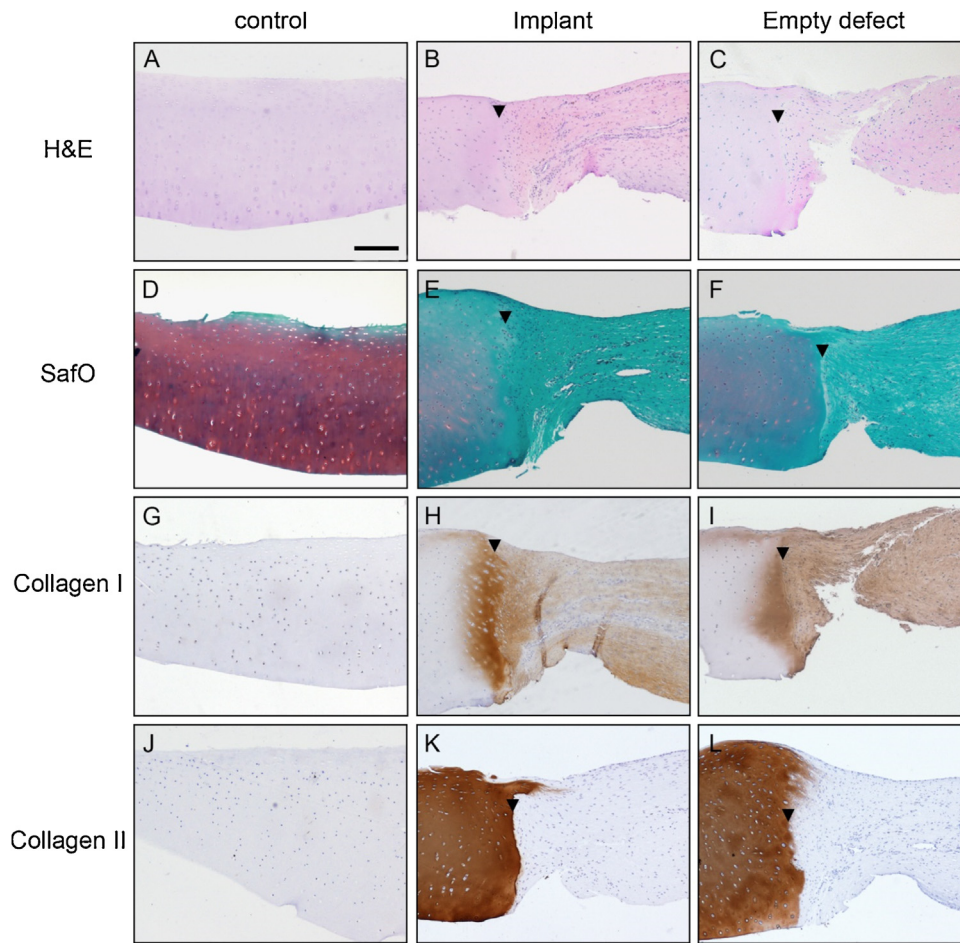 control Implant Empty defect
H&E A B C
SafO D E F
Collagen I G H I
Collagen II J K L